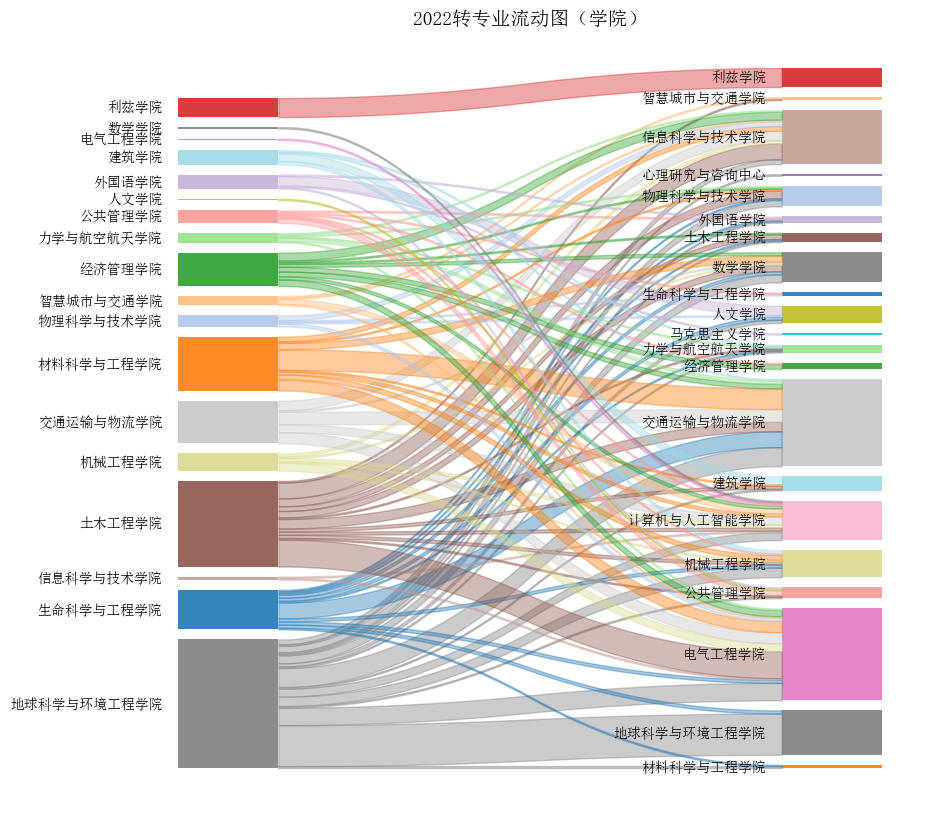 2022转专业流动图（学院）
利兹学院
数学学院
电气工程学院
建筑学院
外国语学院
人文学院
公共管理学院
力学与航空航天学院
经济管理学院
智慧城市与交通学院
物理科学与技术学院
材料科学与工程学院
交通运输与物流学院
机械工程学院
土木工程学院
信息科学与技术学院
生命科学与工程学院
地球科学与环境工程学院
利兹学院
智慧城市与交通学院
信息科学与技术学院
心理研究与咨询中心
物理科学与技术学院
外国语学院
土木工程学院
数学学院
生命科学与工程学院
人文学院
马克思主义学院
力学与航空航天学院
经济管理学院
交通运输与物流学院
建筑学院
计算机与人工智能学院
机械工程学院
公共管理学院
电气工程学院
地球科学与环境工程学院
材料科学与工程学院